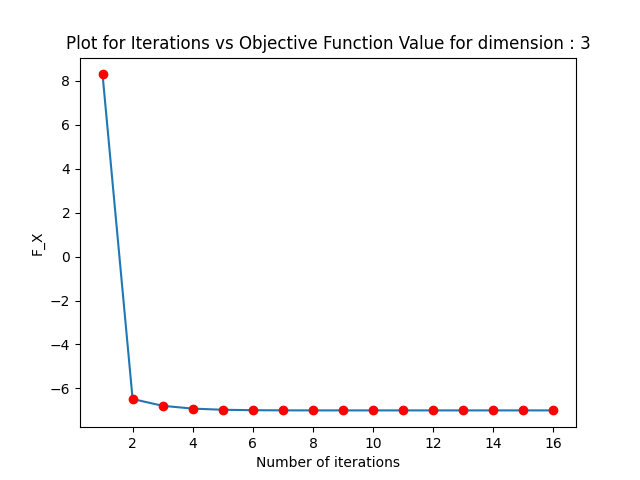 Plot for Iterations vs Objective Function Value for dimension : 3
8
6
4
2
0
−2
−4
−6
F_X
2 4 6 8 10 12 14 16
Number of iterations